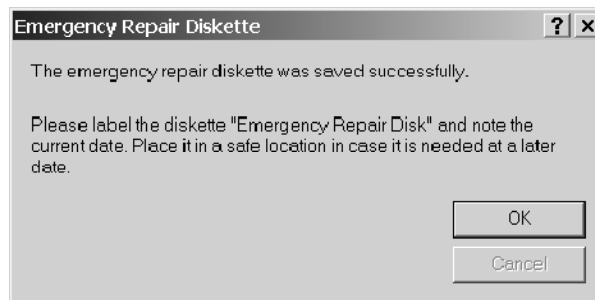 Emergency Repair Diskette
The emergency repair diskette was saved successfully.
Please label the diskette "Emergency Repair Disk" and note the
current date. Place it in a safe location in case it is needed at a later
date.
OK
Cancel